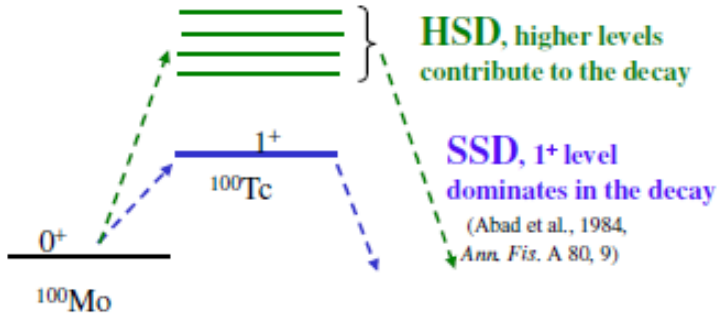 HSD, higher levels
contribute to the decay
1⁺
SSD, 1⁺ level
dominates in the decay
¹⁰⁰Tc
(Abad et al., 1984,
Ann. Fis. A 80, 9)
0⁺
¹⁰⁰Mo